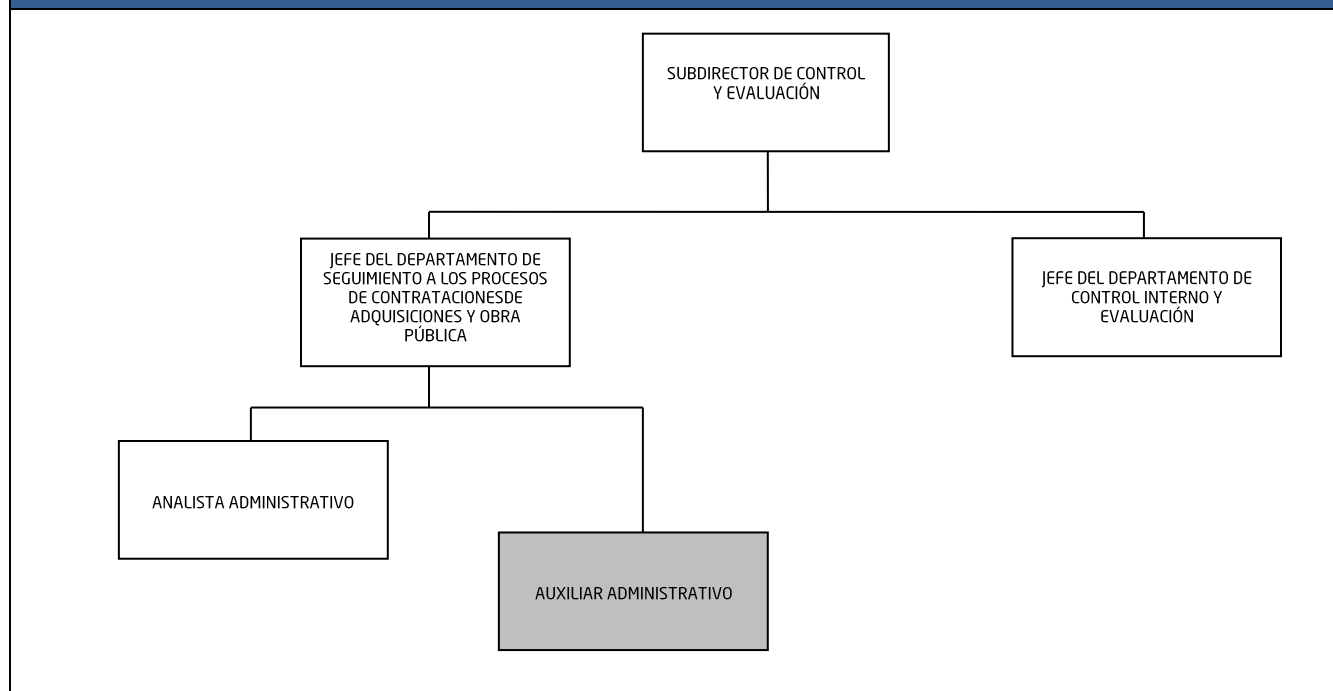 SUBDIRECTOR DE CONTROL
Y EVALUACIÓN
JEFE DEL DEPARTAMENTO DE
SEGUIMIENTO A LOS PROCESOS
DE CONTRATACIONESDE
ADQUISICIONES Y OBRA
PÚBLICA
JEFE DEL DEPARTAMENTO DE
CONTROL INTERNO Y
EVALUACIÓN
ANALISTA ADMINISTRATIVO
AUXILIAR ADMINISTRATIVO